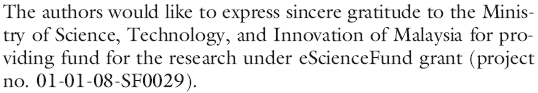 The authors would like to express sincere gratitude to the Minis-
try of Science, Technology, and Innovation of Malaysia for pro-
viding fund for the research under eScienceFund grant (project
no. 01-01-08-SF0029).